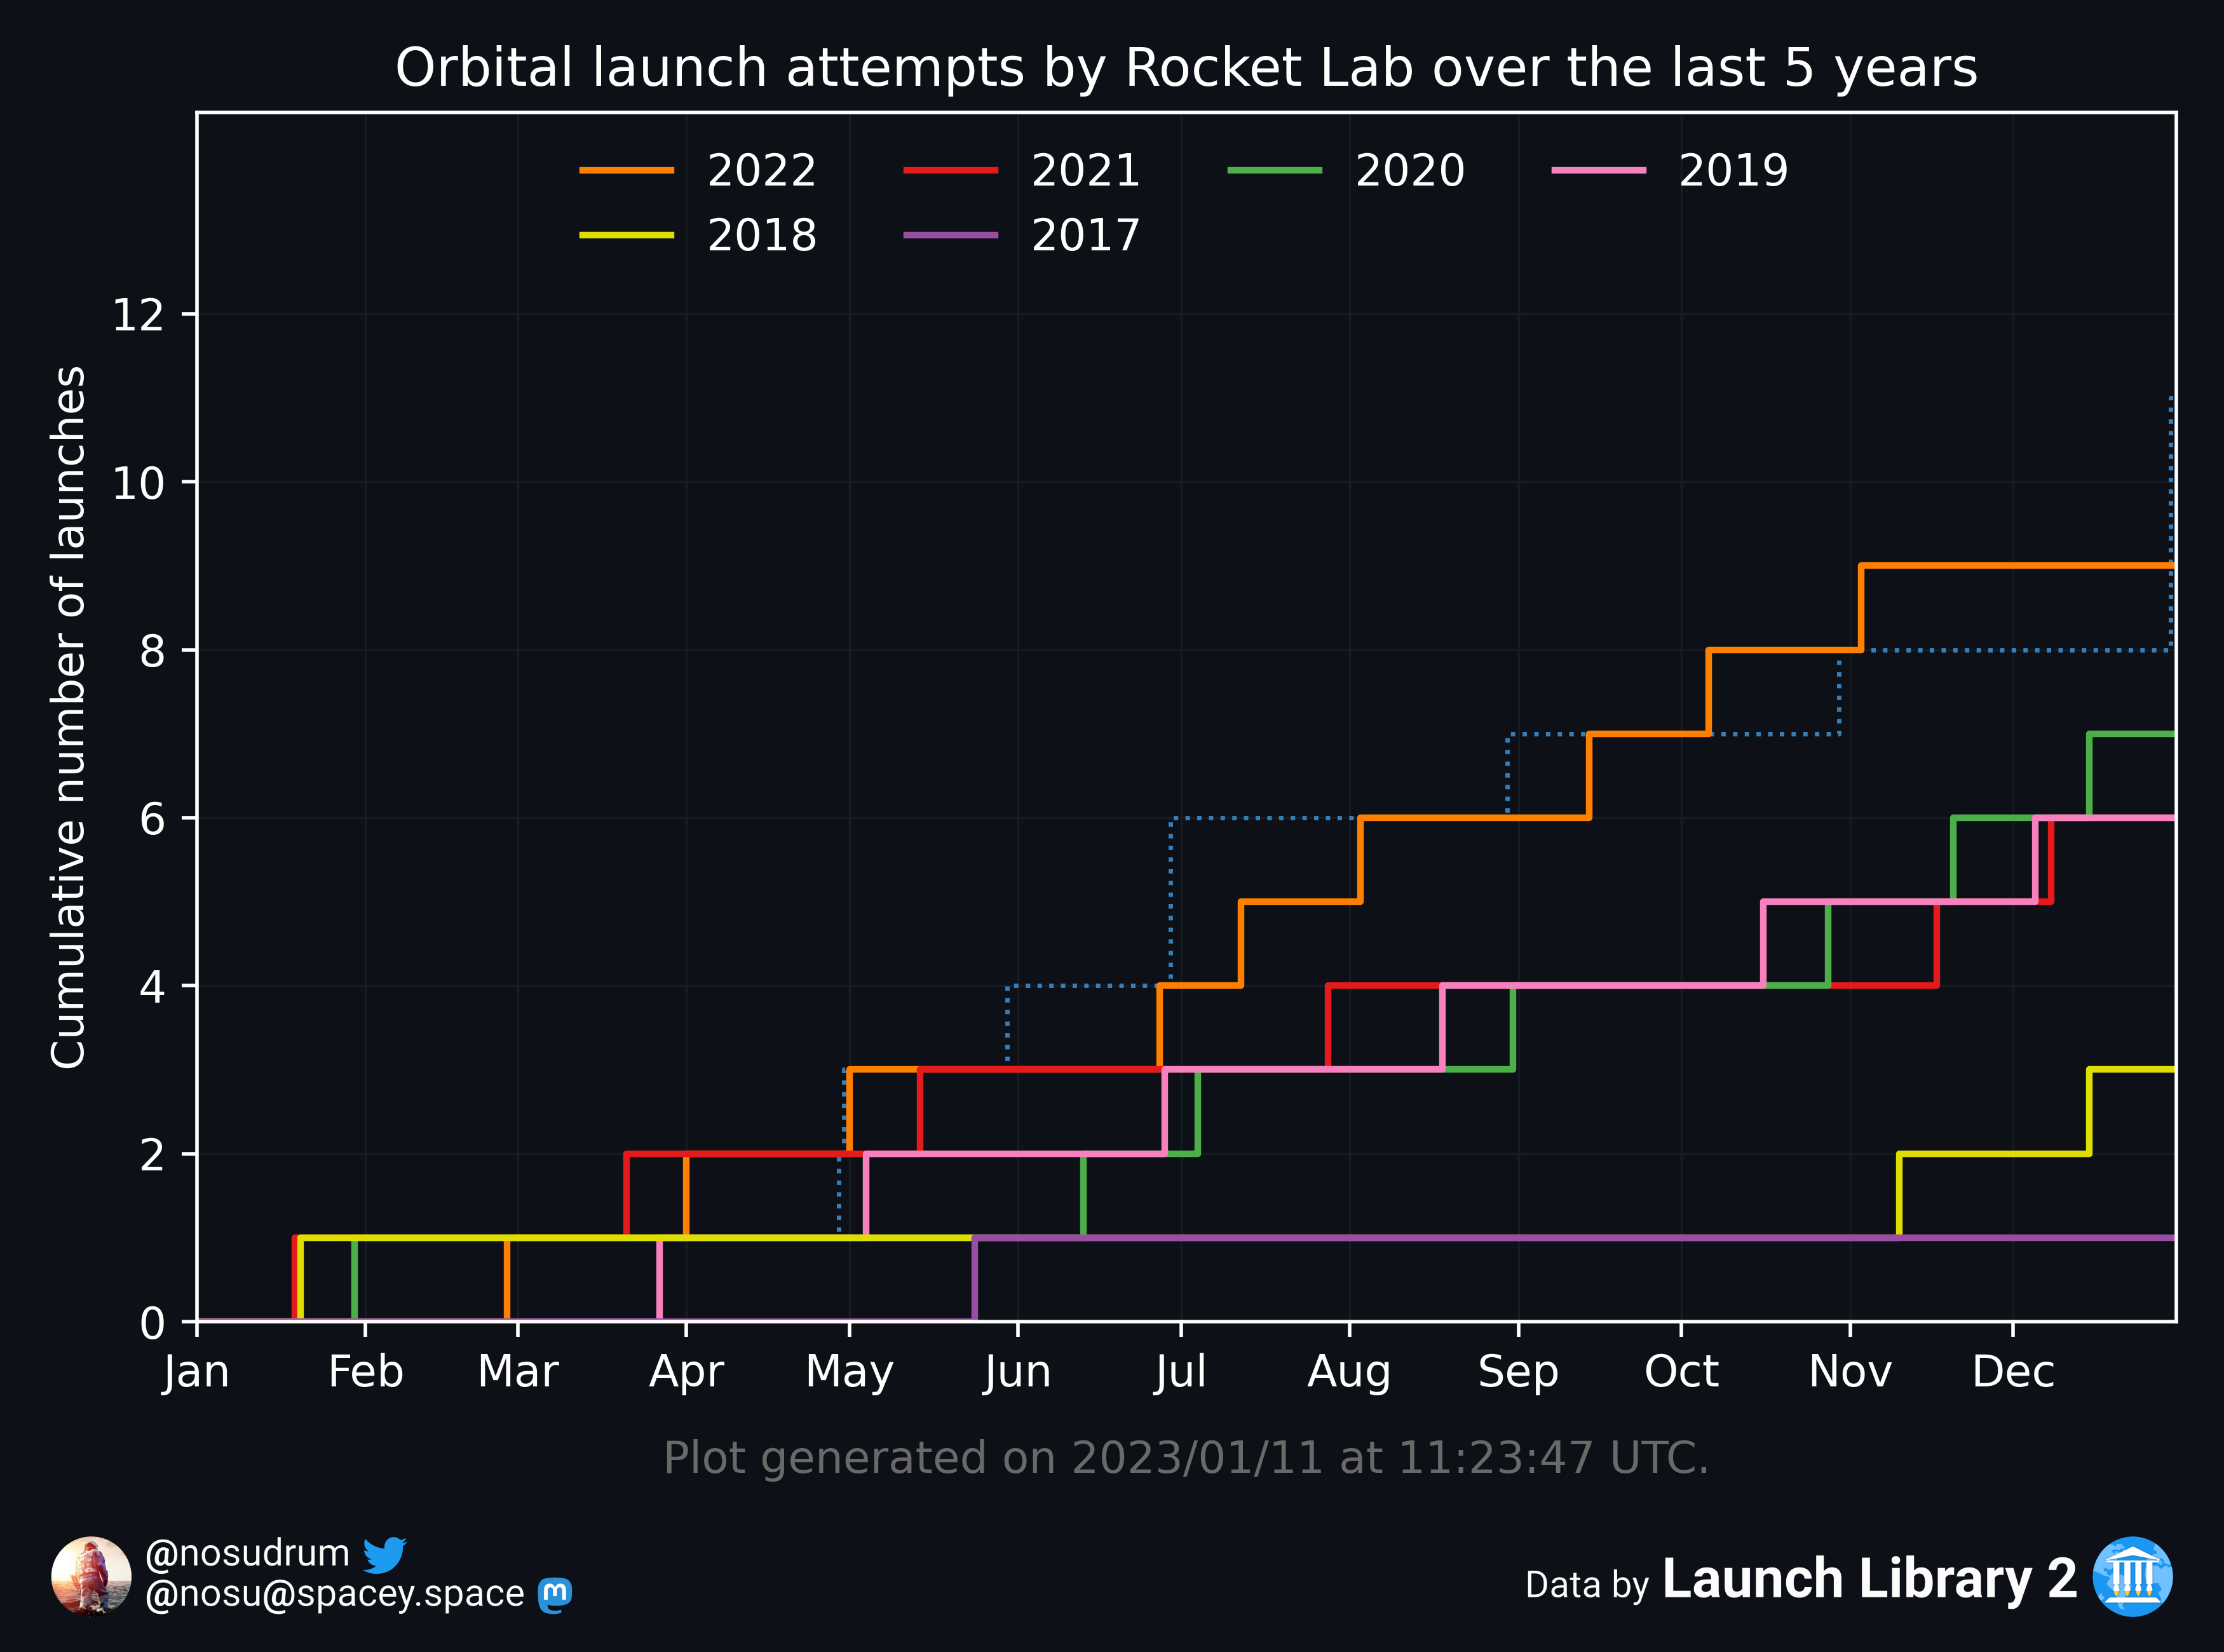 Orbital launch attempts by Rocket Lab over the last 5 years
2022 2021 2020 2019
2018 2017
Cumulative number of launches
12
10
8
6
4
2
0
Jan Feb Mar Apr May Jun Jul Aug Sep Oct Nov Dec
Plot generated on 2023/01/11 at 11:23:47 UTC.
@nosudrum
@nosu@spacey.space
Data by Launch Library 2